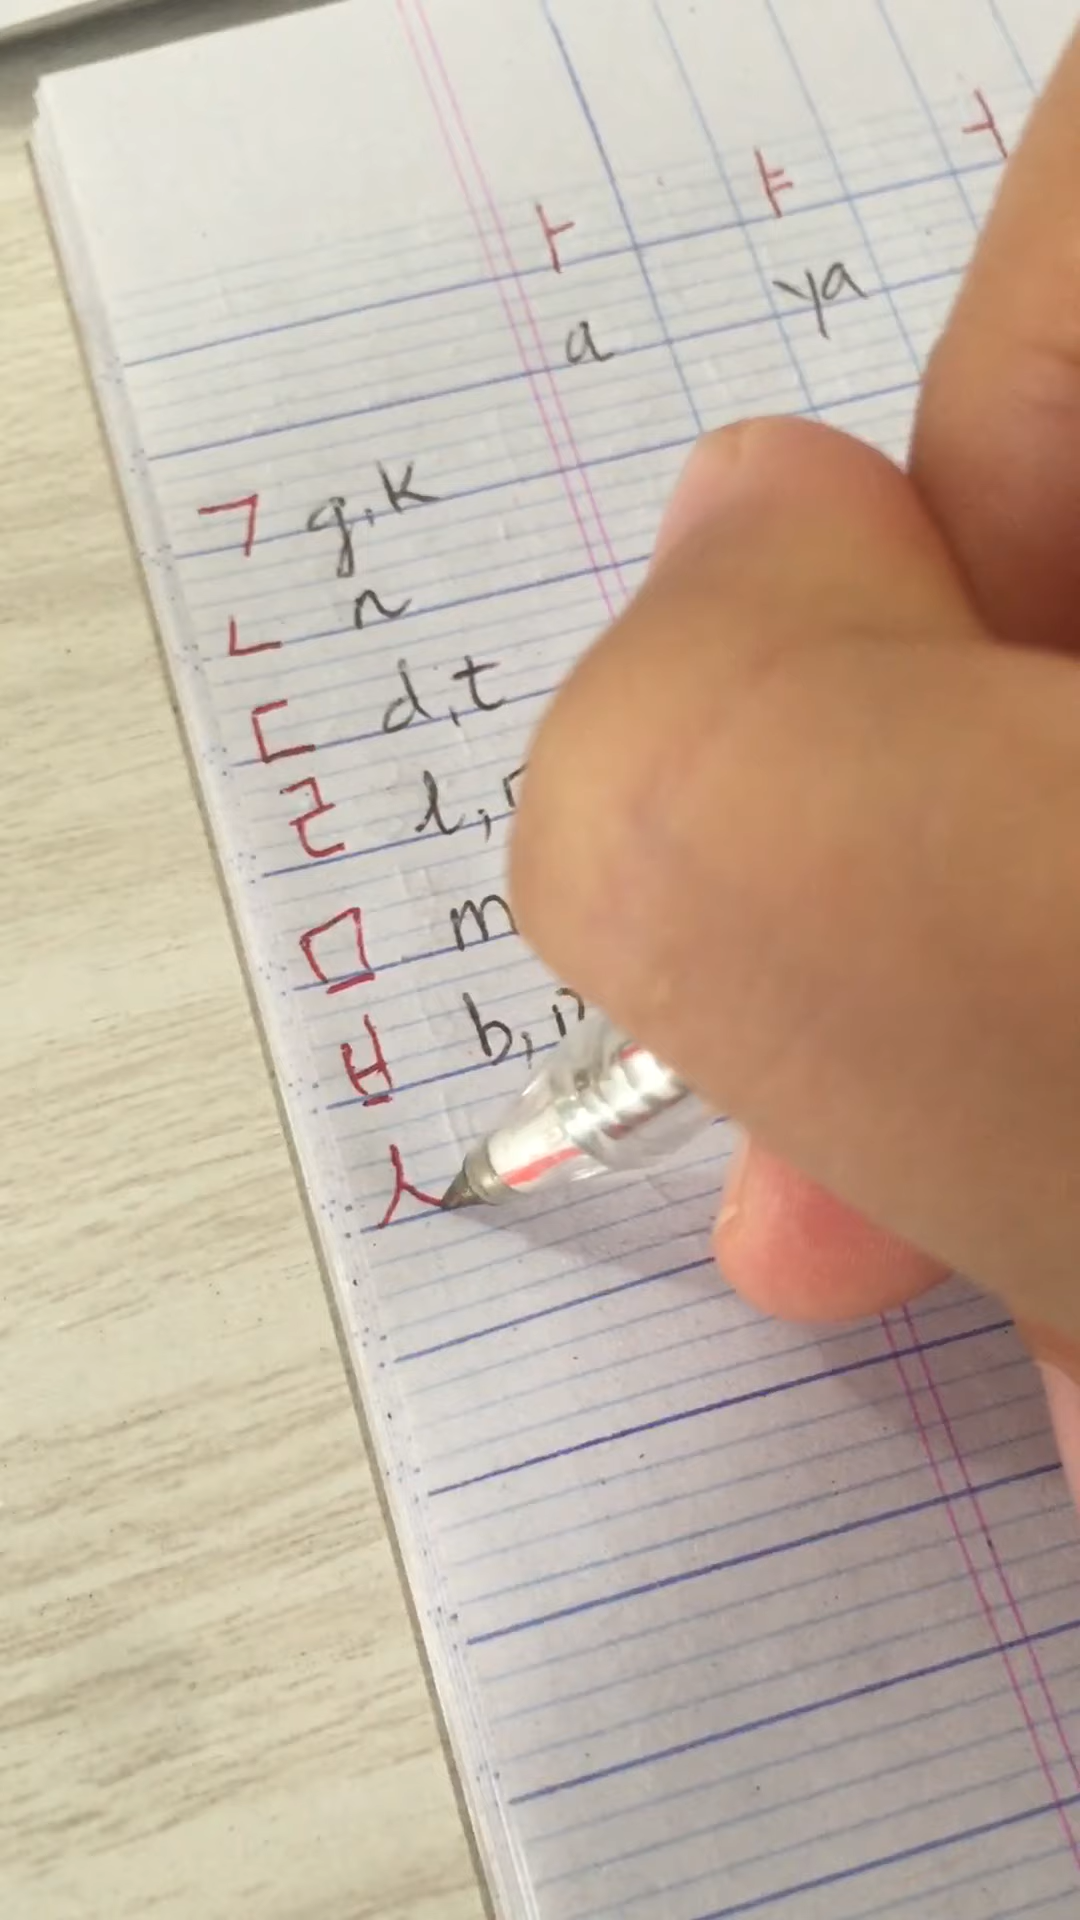 ㅏ ㅑ ㅓ
a ya
ㄱ g,k
ㄴ n
ㄷ d,t
ㄹ l,r
ㅁ m
ㅂ b,p
ㅅ